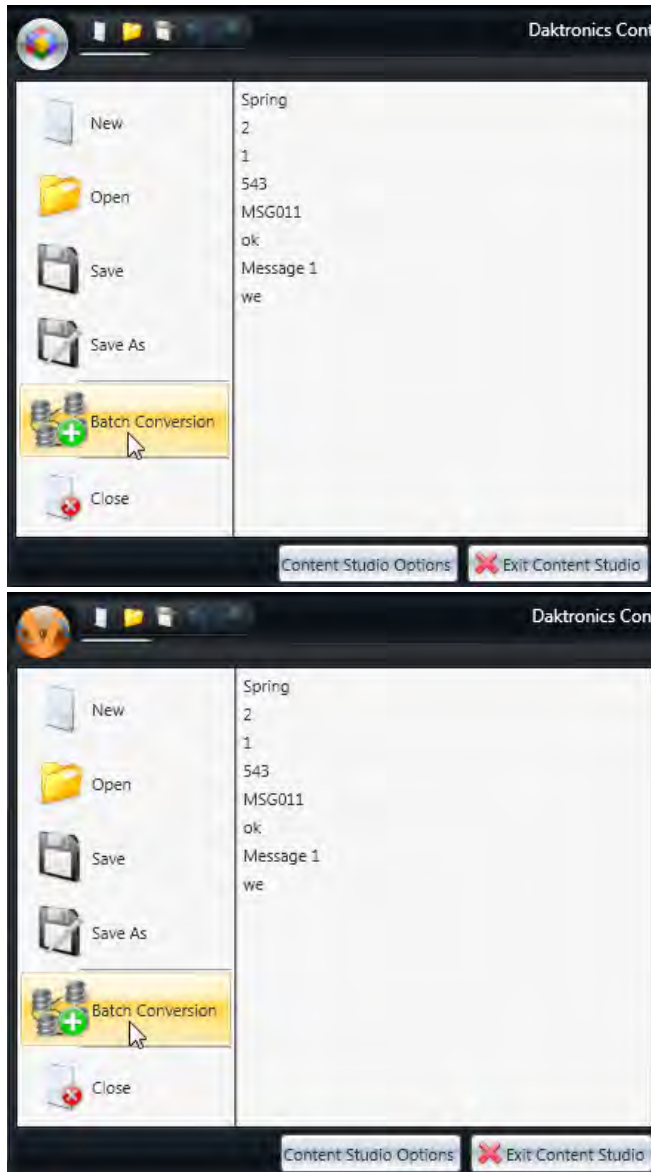 Daktronics Cont
New
Open
Save
Save As
Batch Conversion
Close
Spring
2
1
543
MSG011
ok
Message 1
we
Content Studio Options
Exit Content Studio
Daktronics Con
New
Open
Save
Save As
Batch Conversion
Close
Spring
2
1
543
MSG011
ok
Message 1
we
Content Studio Options
Exit Content Studio